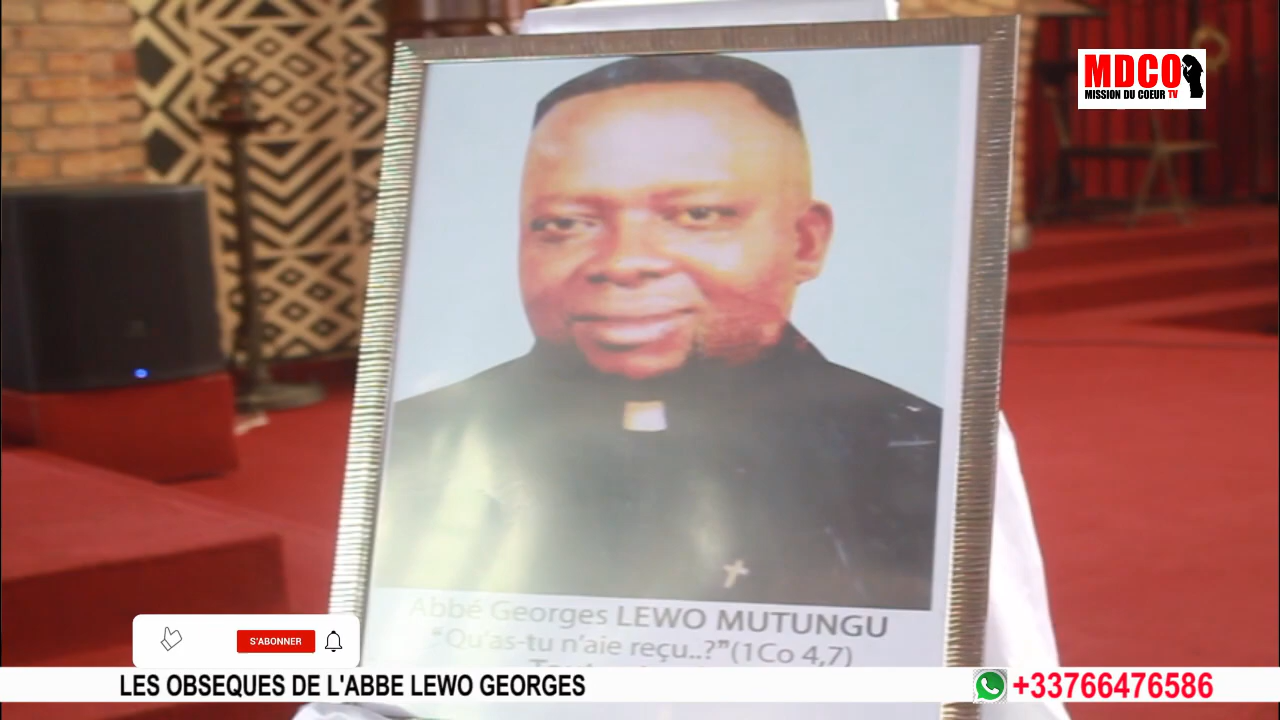 MDCO
MISSION DU COEUR TV
Abbé Georges LEWO MUTUNGU
"Qu'as-tu n'aie reçu..?"(1Co 4,7)
S'ABONNER
LES OBSEQUES DE L'ABBE LEWO GEORGES
+33766476586